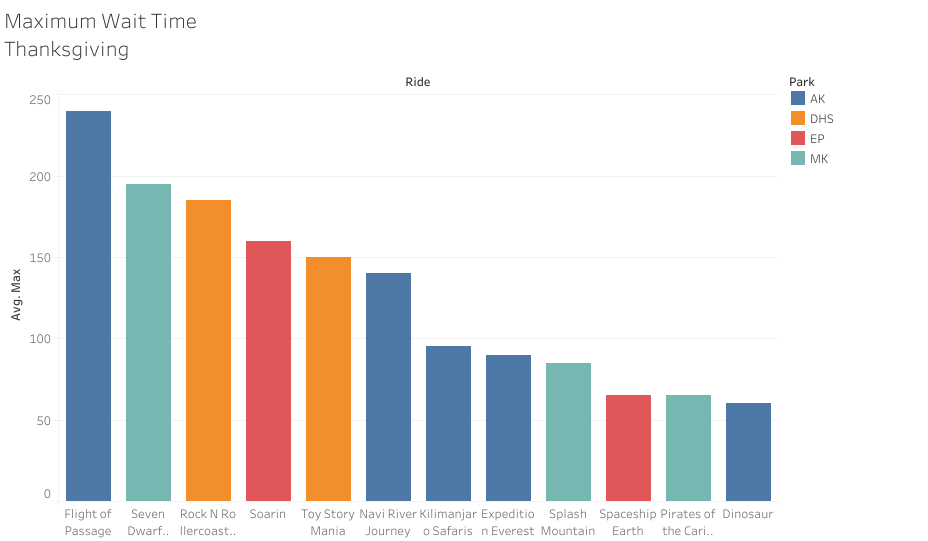 Maximum Wait Time
Thanksgiving
Ride
Park
AK
DHS
EP
MK
250
200
150
100
50
0
Avg. Max
Flight of
Passage
Seven
Dwarf..
Rock N Ro
llercoast..
Soarin
Toy Story
Mania
Navi River
Journey
Kilimanjar
o Safaris
Expeditio
n Everest
Splash
Mountain
Spaceship
Earth
Pirates of
the Cari..
Dinosaur